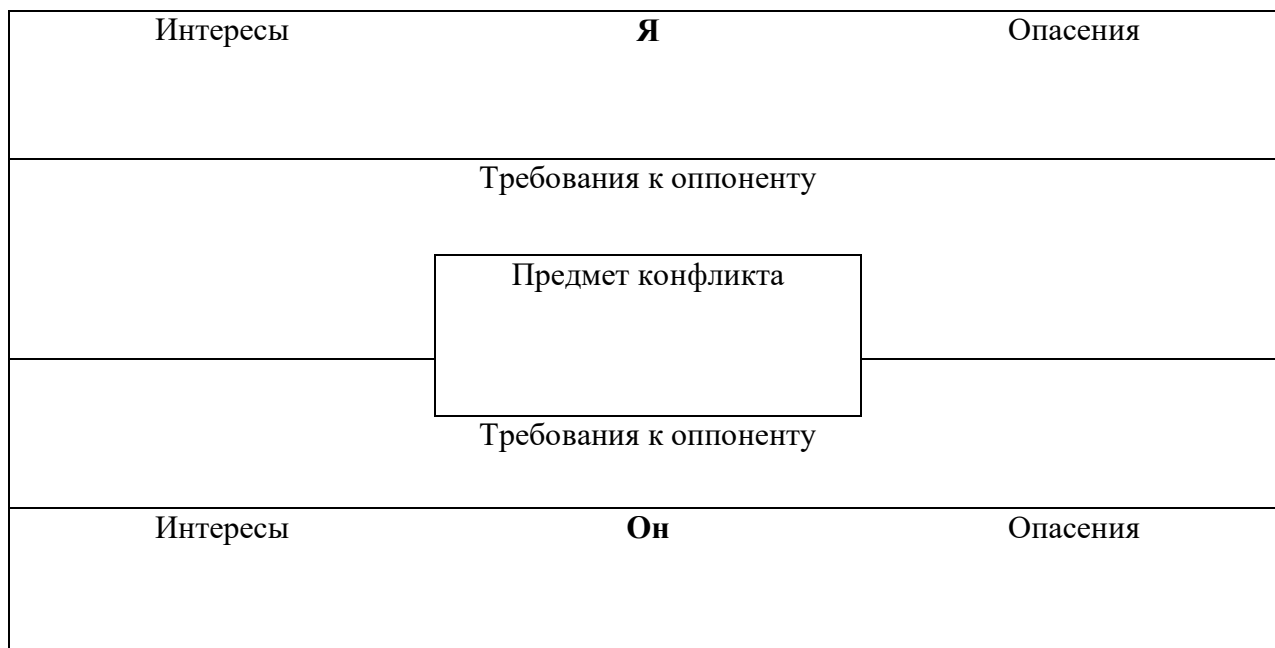 Интересы Я Опасения
Требования к оппоненту
Предмет конфликта
Требования к оппоненту
Интересы Он Опасения